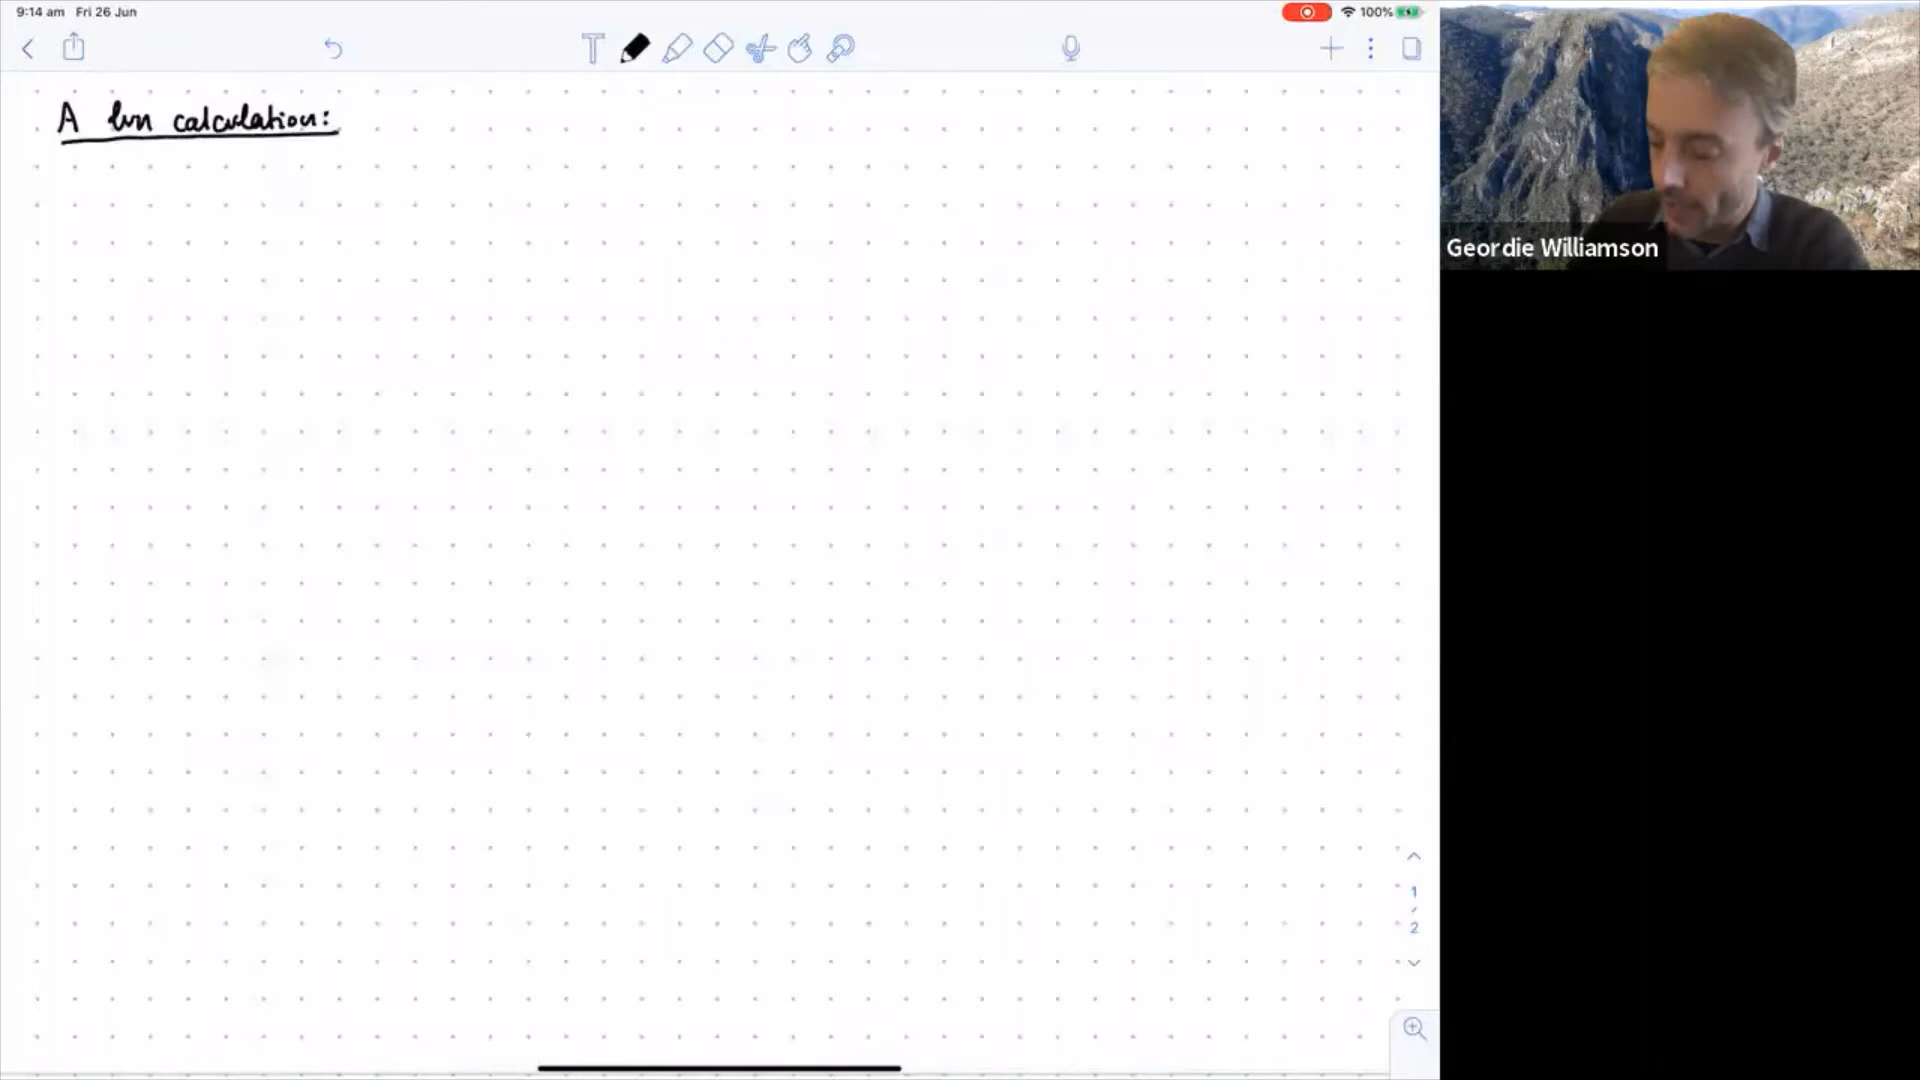 9:14 am Fri 26 Jun
100%
A fun calculation:
Geordie Williamson
1
2